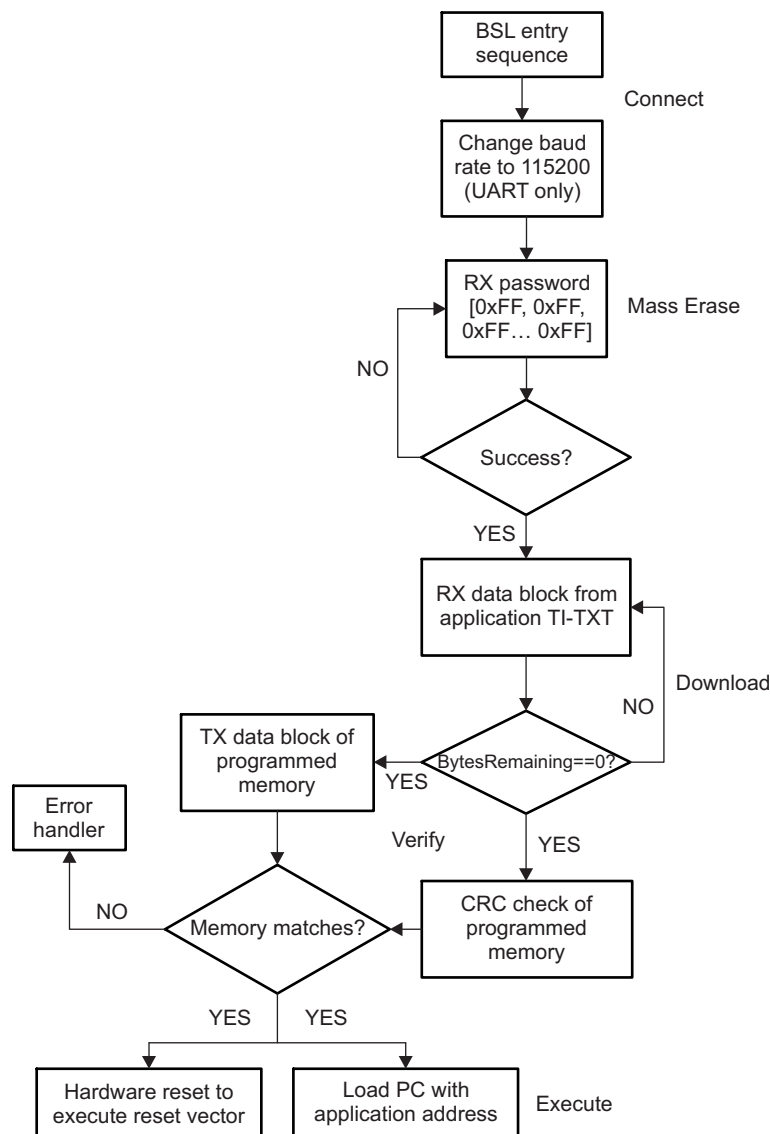 BSL entry
sequence
Connect
Change baud
rate to 115200
(UART only)
RX password
[0xFF, 0xFF,
0xFF… 0xFF]
Mass Erase
NO
Success?
YES
RX data block from
application TI-TXT
Download
NO
TX data block of
programmed
memory
BytesRemaining==0?
YES
Error
handler
Verify
YES
CRC check of
programmed
memory
Memory matches?
NO
YES
YES
Hardware reset to
execute reset vector
Load PC with
application address
Execute